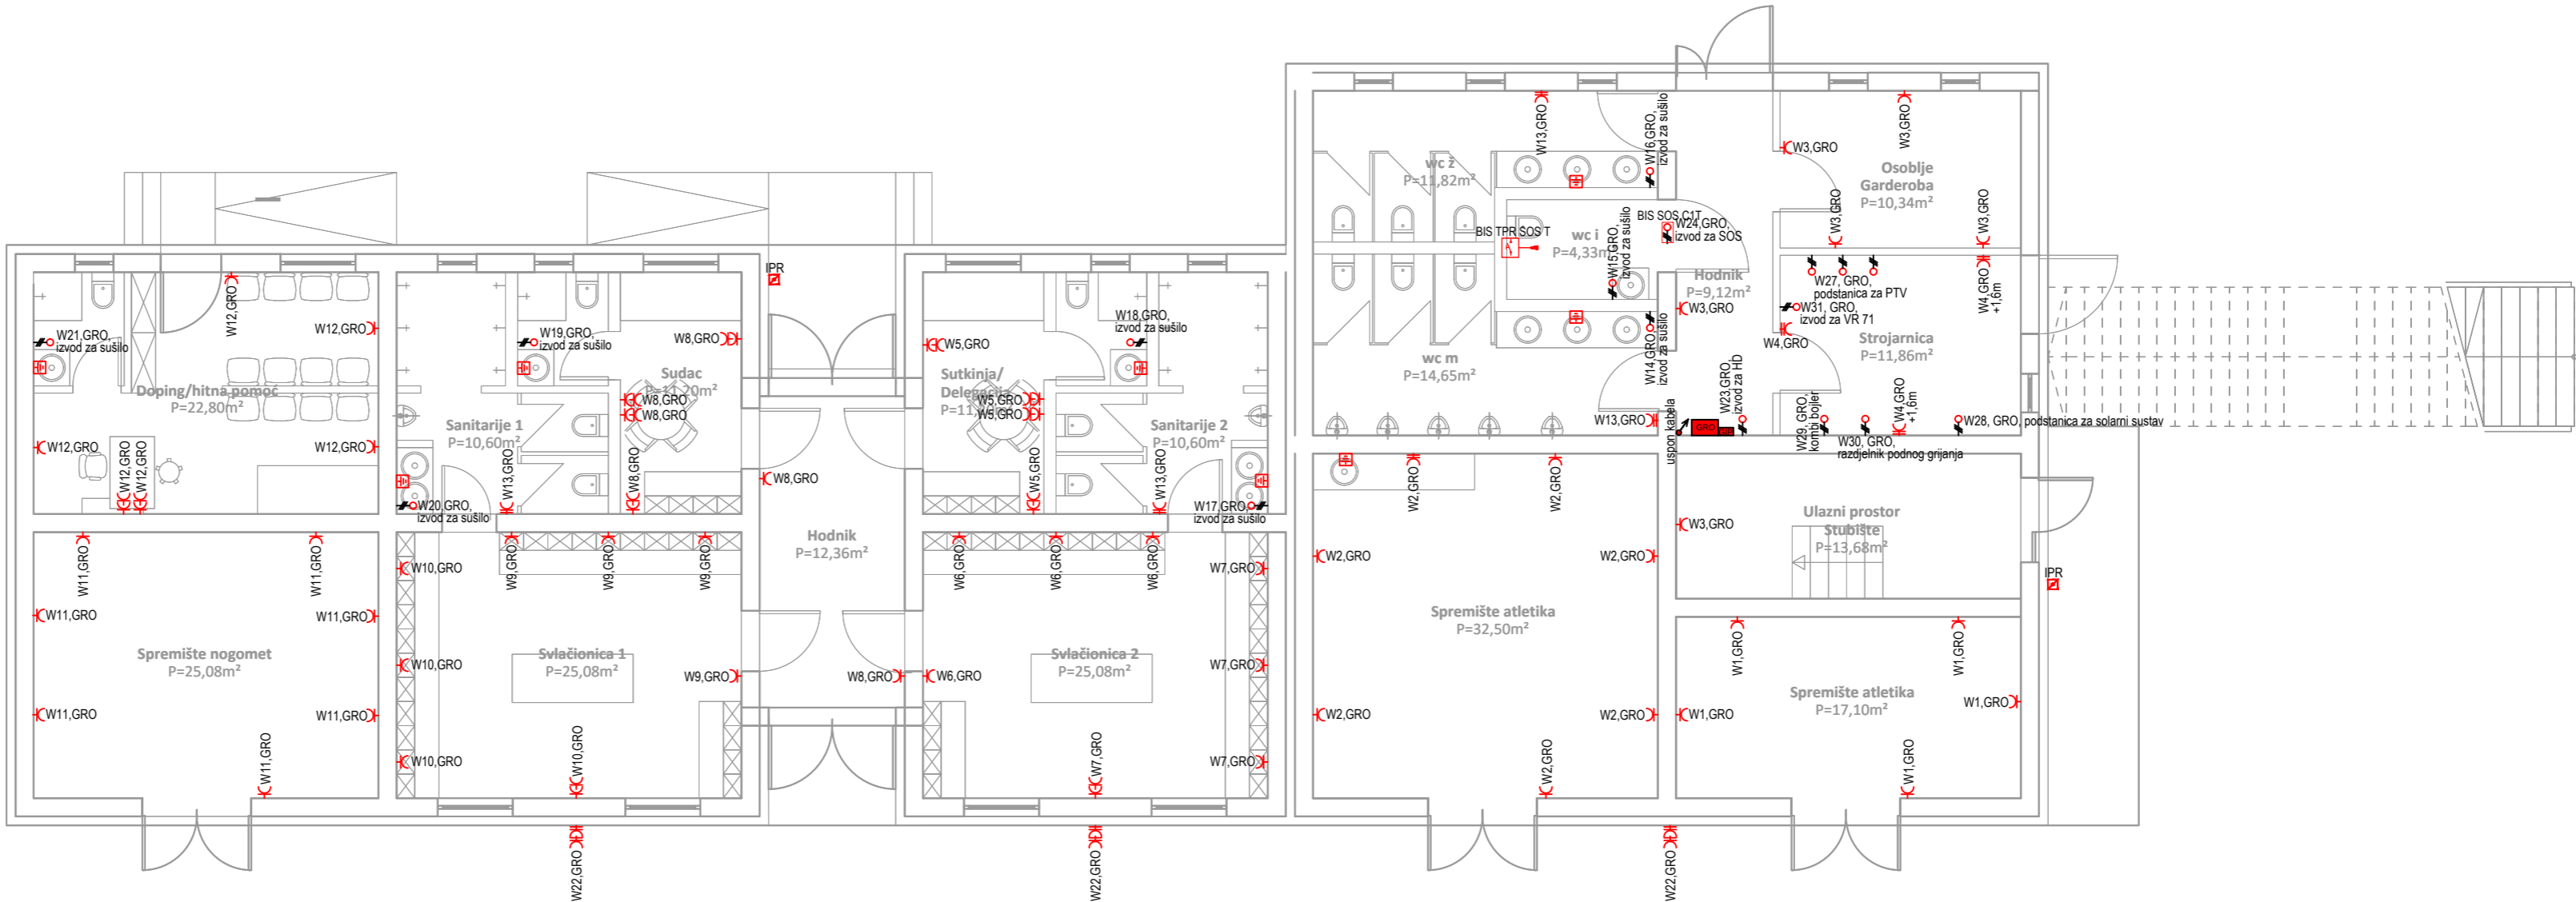 W13,GRO
W16,GRO,
izvod za sušilo
W3,GRO
W3,GRO
Osoblje
Garderoba
P=10,34m²
wc ž
P=11,82m²
W3,GRO
W3,GRO
BIS SOS C1T
W24,GRO,
izvod za SOS
BIS TPR SOS T
wc i
P=4,33m
W15,GRO,
izvod za sušilo
Hodnik
P=9,12m²
W27, GRO,
podstanica za PTV
W4,GRO
+1,6m
W31, GRO,
izvod za VR 71
W3,GRO
W4,GRO
Strojarnica
P=11,86m²
wc m
P=14,65m²
W14,GRO,
izvod za sušilo
W13,GRO
uspon kabela
GRO
W23,GRO,
izvod za HD
W29, GRO,
kombi bojler
W30, GRO,
razdjelnik podnog grijanja
W4,GRO
+1,6m
W28, GRO, podstanica za solarni sustav
IPR
W12,GRO
W12,GRO
W21,GRO,
izvod za sušilo
Doping/hitna pomoć
P=22,80m²
W12,GRO
W12,GRO
W12,GRO
W12,GRO
W19,GRO,
izvod za sušilo
W8,GRO
Sudac
P=11,20m²
W8,GRO
W8,GRO
Sanitarije 1
P=10,60m²
W20,GRO,
izvod za sušilo
W13,GRO
W8,GRO
W8,GRO
W5,GRO
Sutkinja/
Delegacija
W5,GRO
W5,GRO
W5,GRO
W18,GRO,
izvod za sušilo
Sanitarije 2
P=10,60m²
W13,GRO
W17,GRO,
izvod za sušilo
W2,GRO
W2,GRO
W3,GRO
Ulazni prostor
Stubište
P=13,68m²
IPR
Hodnik
P=12,36m²
W11,GRO
W11,GRO
W11,GRO
W11,GRO
Spremište nogomet
P=25,08m²
W11,GRO
W11,GRO
W11,GRO
W10,GRO
W9,GRO
W9,GRO
W9,GRO
W10,GRO
Svlačionica 1
P=25,08m²
W9,GRO
W10,GRO
W10,GRO
W8,GRO
W6,GRO
W6,GRO
W6,GRO
W7,GRO
W6,GRO
Svlačionica 2
P=25,08m²
W7,GRO
W7,GRO
W7,GRO
W2,GRO
W2,GRO
Spremište atletika
P=32,50m²
W2,GRO
W2,GRO
W2,GRO
W1,GRO
W1,GRO
Spremište atletika
P=17,10m²
W1,GRO
W1,GRO
W1,GRO
W22,GRO
W22,GRO
W22,GRO